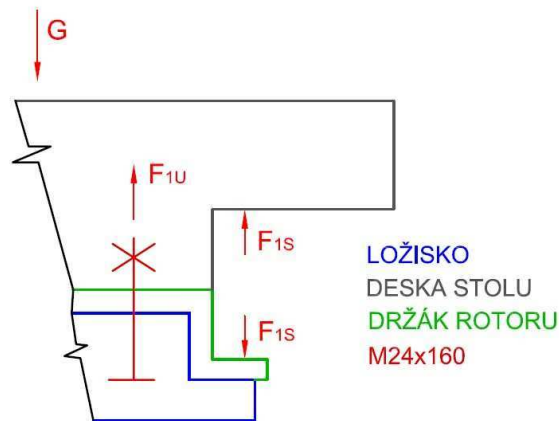 G
F1U
F1S
F1S
LOŽISKO
DESKA STOLU
DRŽÁK ROTORU
M24x160